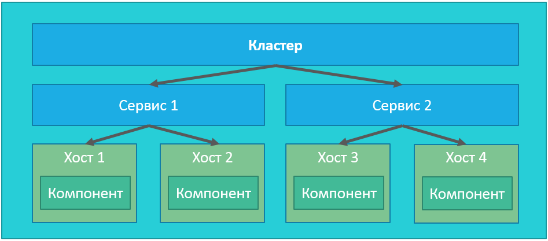 Кластер
Сервис 1
Сервис 2
Хост 1
Хост 2
Хост 3
Хост 4
Компонент
Компонент
Компонент
Компонент